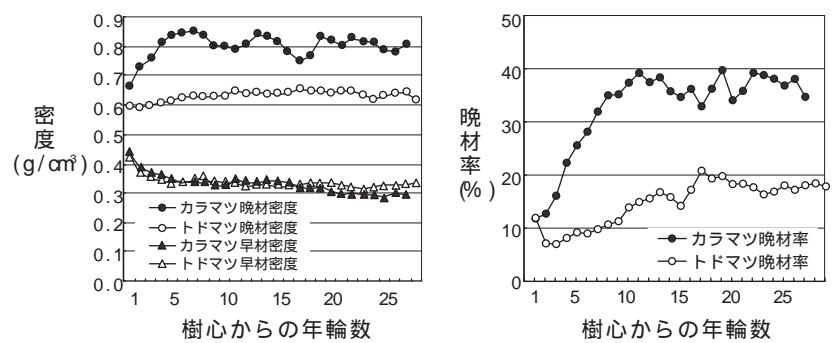 0.9
0.8
0.7
0.6
0.5
0.4
0.3
0.2
0.1
0.0
密度
(g/cm³)
カラマツ晩材密度
トドマツ晩材密度
カラマツ早材密度
トドマツ早材密度
1 5 10 15 20 25
樹心からの年輪数
50
40
30
20
10
0
晩材率
(%)
カラマツ晩材率
トドマツ晩材率
1 5 10 15 20 25
樹心からの年輪数